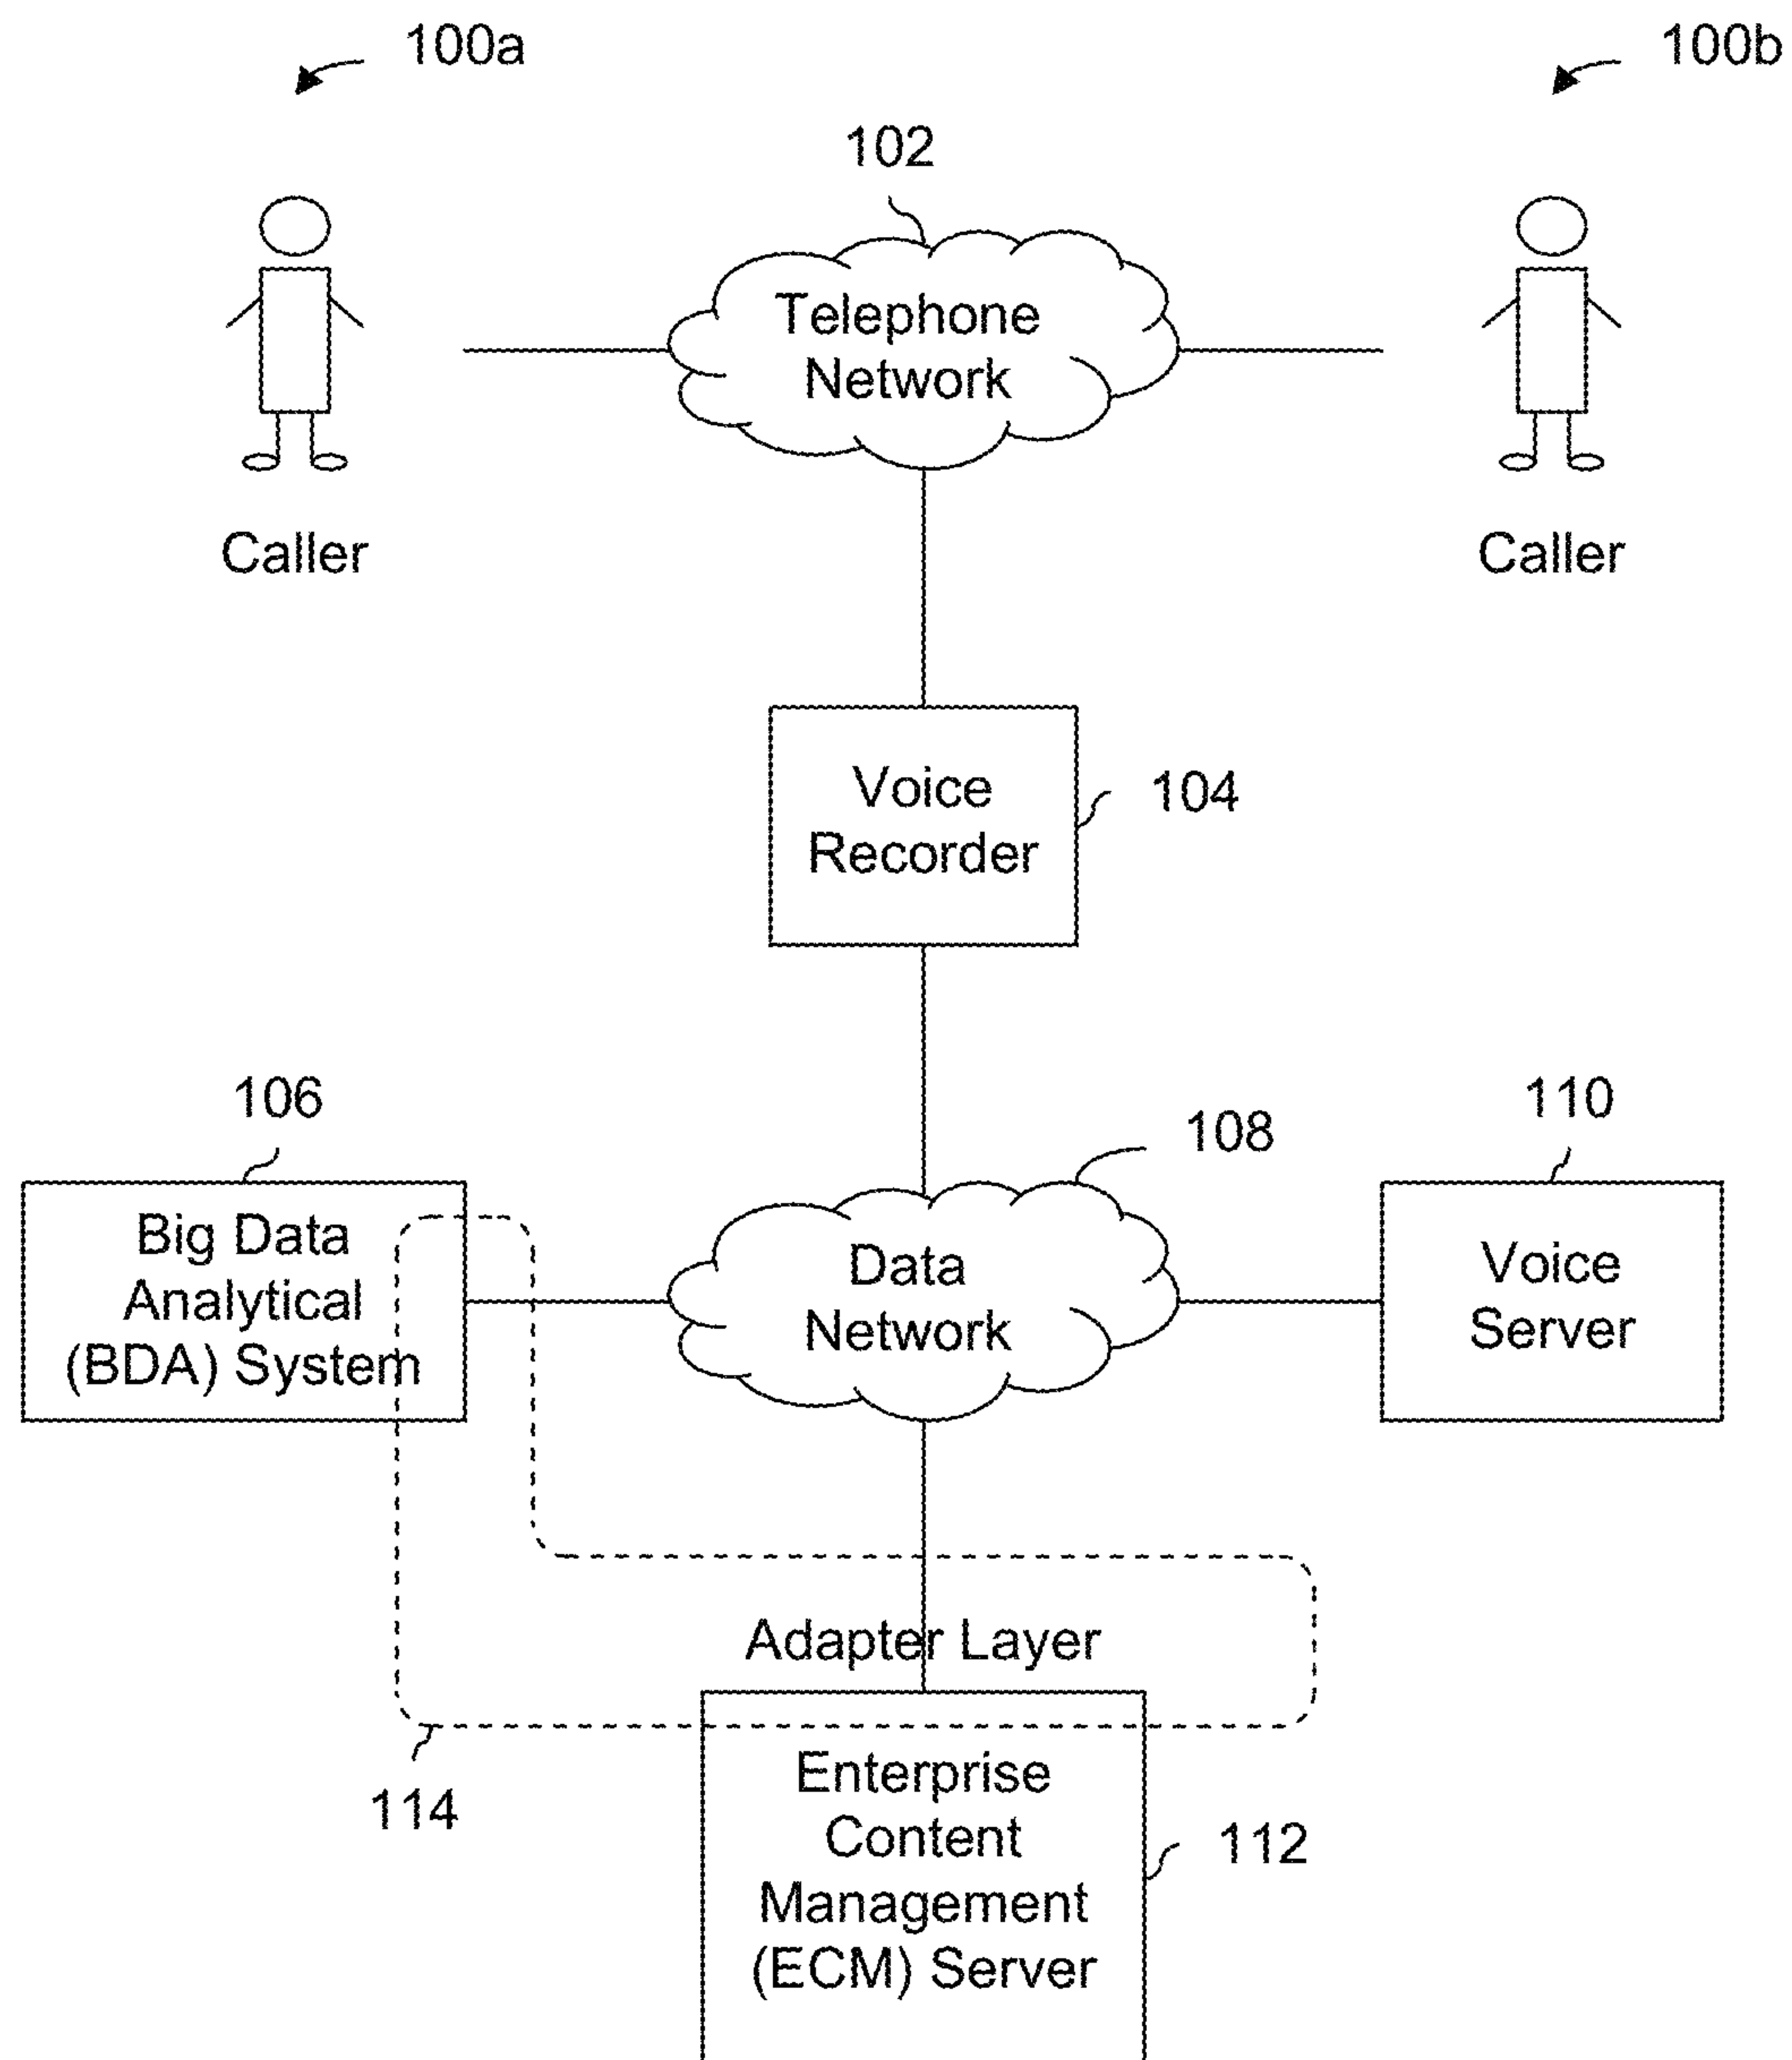 100a
100b
102
Telephone
Network
Caller
Caller
Voice
Recorder
104
106
108
110
Big Data
Analytical
(BDA) System
Data
Network
Voice
Server
Adapter Layer
114
Enterprise
Content
Management
(ECM) Server
112